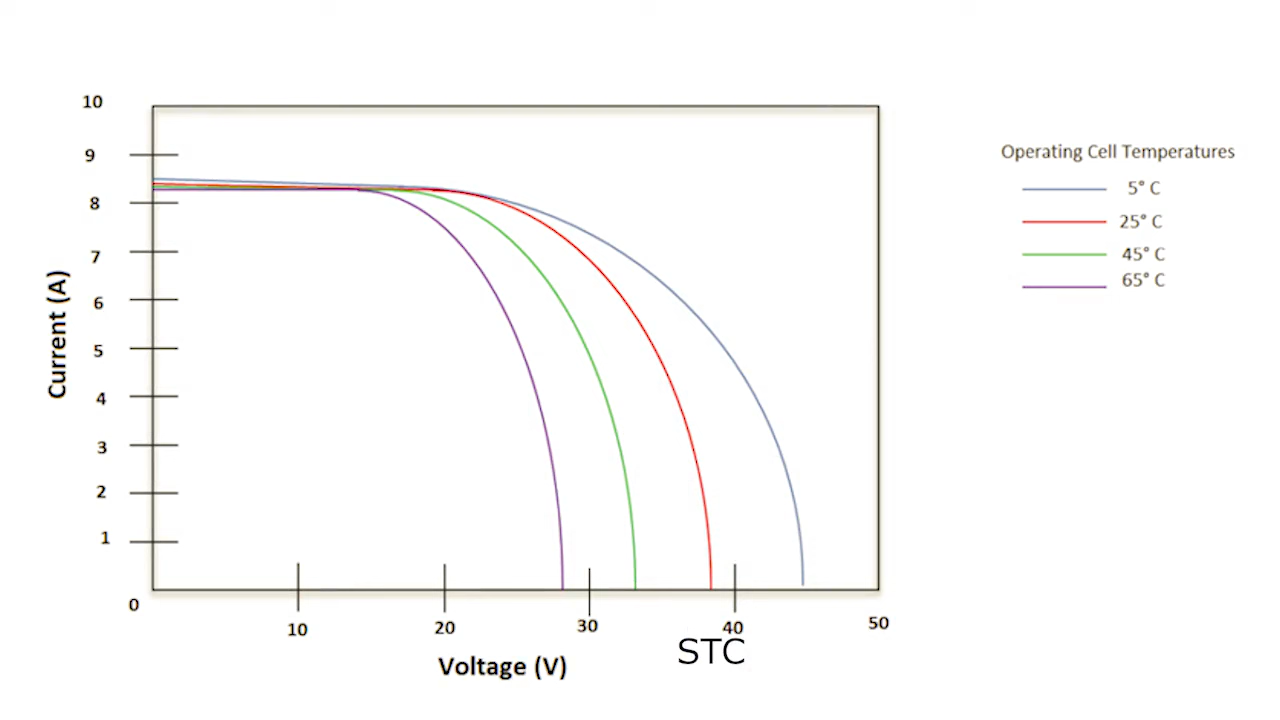 10
9
8
7
6
5
4
3
2
1
0
10
20
30
40
50
Current (A)
Voltage (V)
STC
Operating Cell Temperatures
5° C
25° C
45° C
65° C